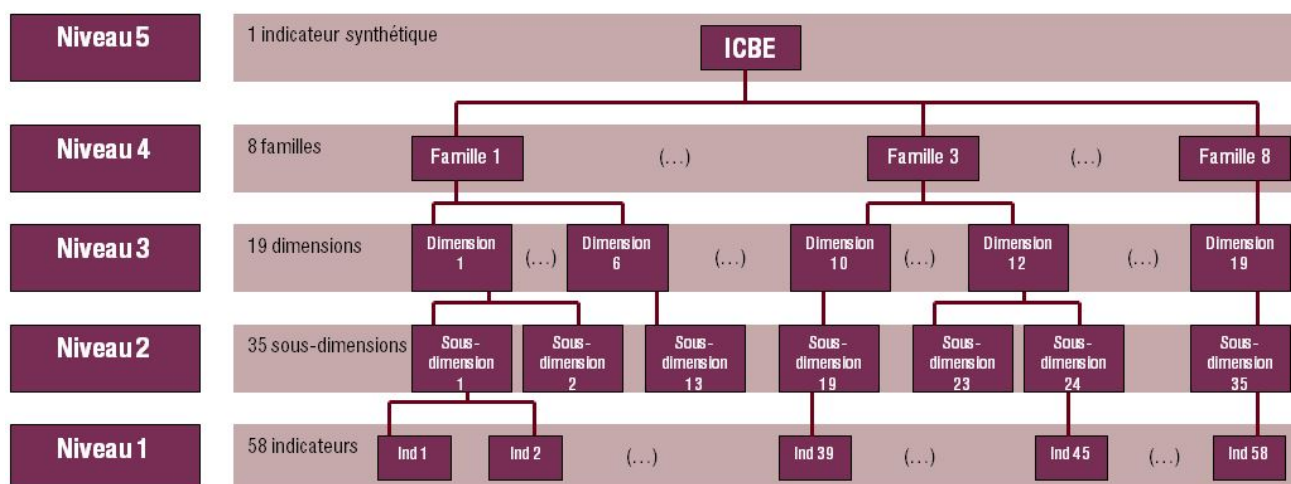 Niveau 5
1 indicateur synthétique
ICBE
Niveau 4
8 familles
Famille 1
(...)
Famille 3
(...)
Famille 8
Niveau 3
19 dimensions
Dimension
1
(...)
Dimension
6
(...)
Dimension
10
(...)
Dimension
12
(...)
Dimension
19
Niveau 2
35 sous-dimensions
Sous-
dimension
1
Sous-
dimension
2
Sous-
dimension
13
Sous-
dimension
19
Sous-
dimension
23
Sous-
dimension
24
Sous-
dimension
35
Niveau 1
58 indicateurs
Ind 1
Ind 2
(...)
Ind 39
(...)
Ind 45
(...)
Ind 58